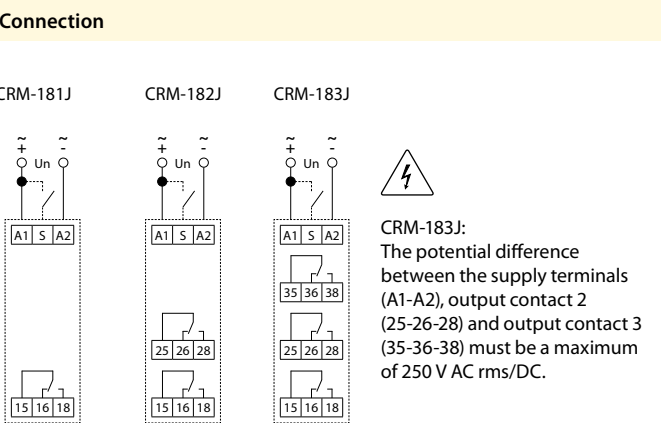 Connection
CRM-181J CRM-182J CRM-183J
~ ~ ~ ~ ~ ~
+ - + - + -
Un Un Un
A1 S A2 A1 S A2 A1 S A2
35 36 38
25 26 28 25 26 28
15 16 18 15 16 18 15 16 18
CRM-183J:
The potential difference
between the supply terminals
(A1-A2), output contact 2
(25-26-28) and output contact 3
(35-36-38) must be a maximum
of 250 V AC rms/DC.